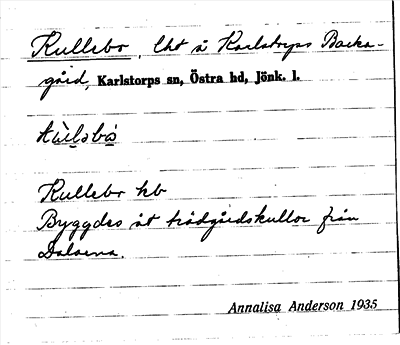 Kullebo, lht å Karlstorps Backa-
gård, Karlstorps sn, Östra hd, Jönk. l.
Kullebo hb
Byggdes åt trädgårdskullor från
Dalarna.
Annalisa Anderson 1935